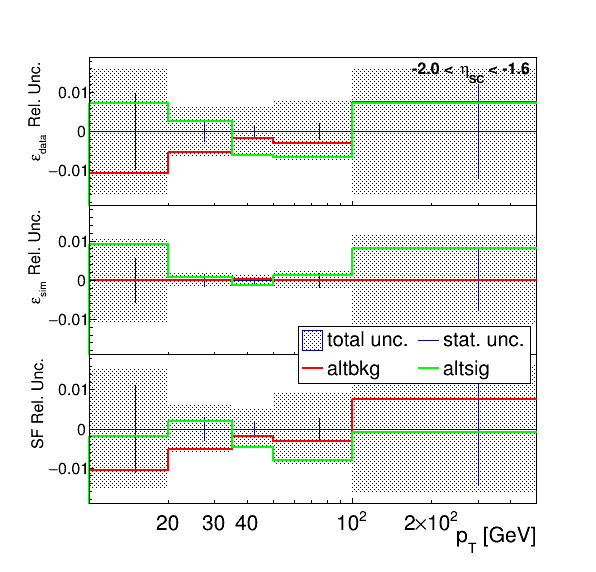 -2.0 < η_SC < -1.6
ε_data Rel. Unc.
0.01
0
−0.01
ε_sim Rel. Unc.
0.01
0
−0.01
total unc. stat. unc.
altbkg altsig
SF Rel. Unc.
0.01
0
−0.01
20 30 40 10² 2×10²
p_T [GeV]